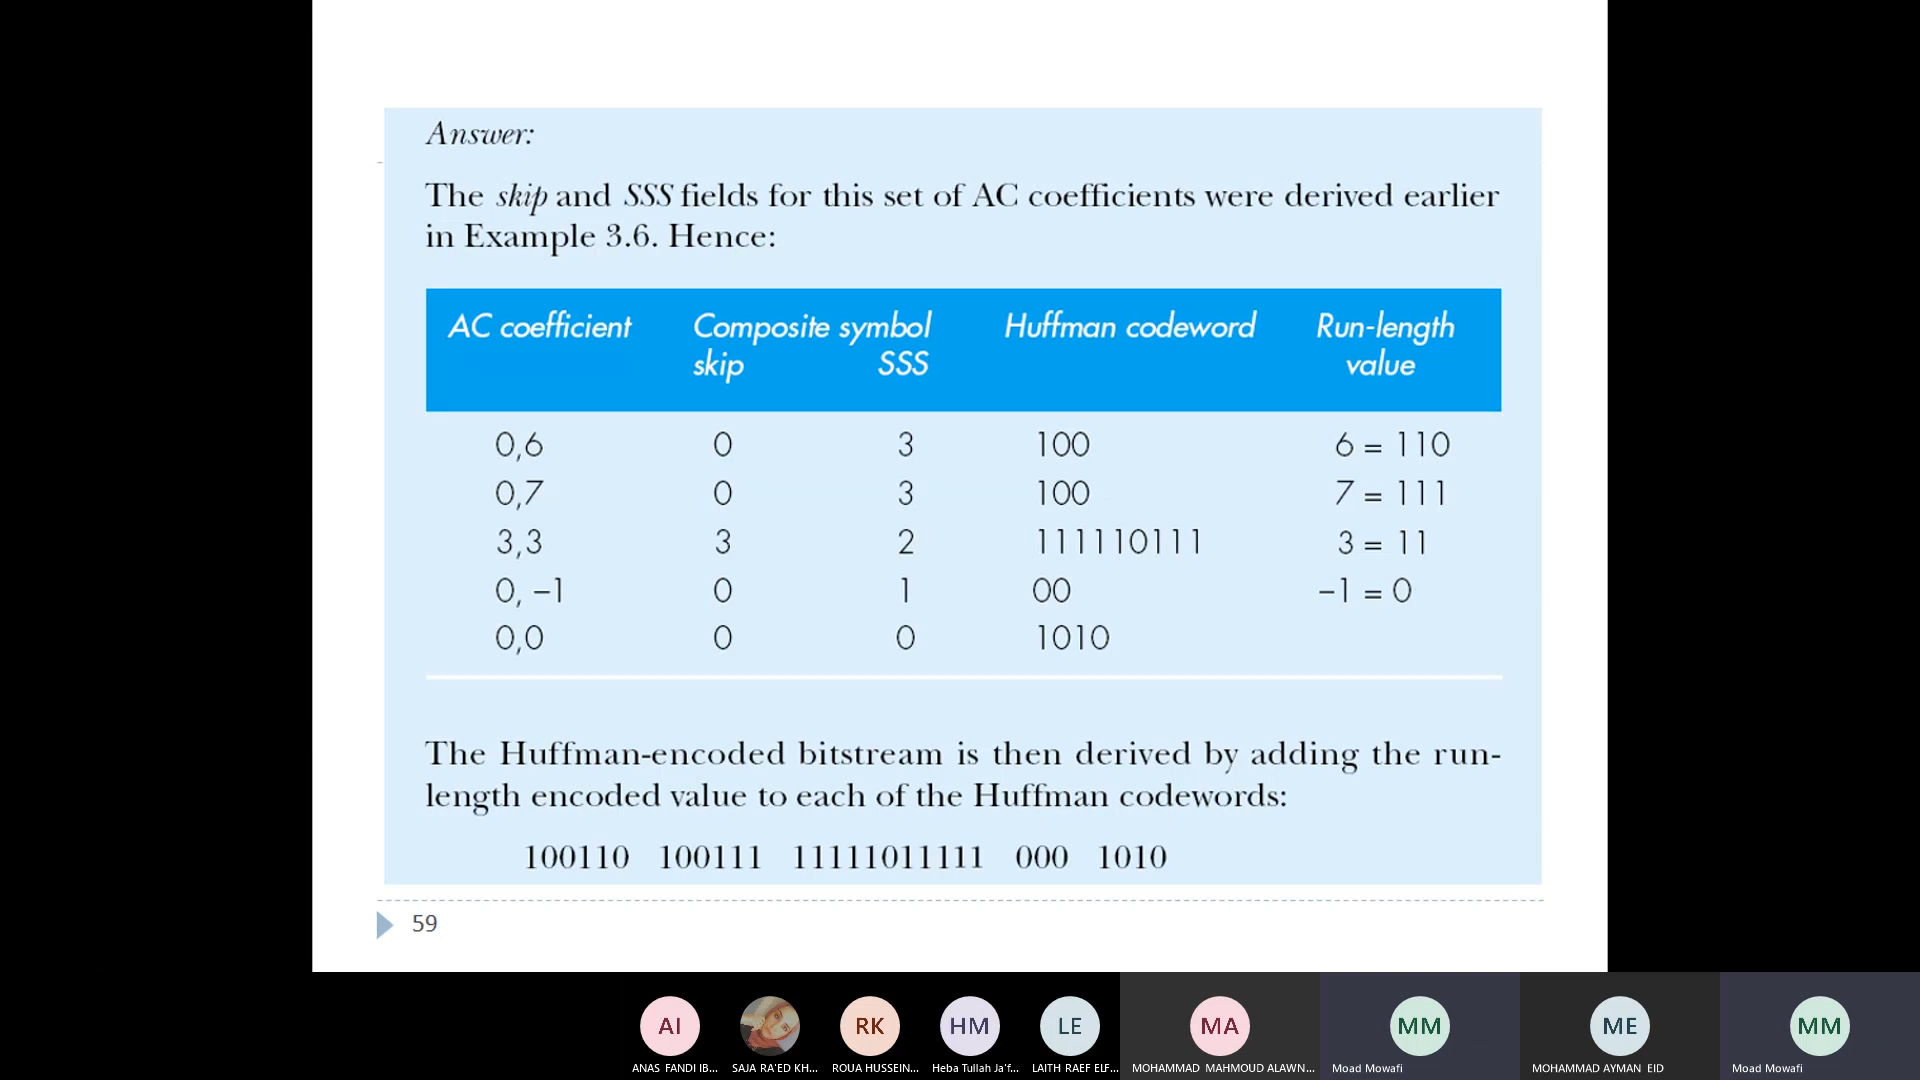 Answer:
The skip and SSS fields for this set of AC coefficients were derived earlier
in Example 3.6. Hence:
AC coefficient Composite symbol Huffman codeword Run-length
skip SSS value
0,6 0 3 100 6 = 110
0,7 0 3 100 7 = 111
3,3 3 2 111110111 3 = 11
0, –1 0 1 00 –1 = 0
0,0 0 0 1010
The Huffman-encoded bitstream is then derived by adding the run-
length encoded value to each of the Huffman codewords:
100110 100111 11111011111 000 1010
59
AI RK HM LE MA MM ME MM
ANAS FANDI IB... SAJA RA'ED KH... ROUA HUSSEIN... Heba Tullah Ja'f... LAITH RAEF ELF... MOHAMMAD MAHMOUD ALAWN... Moad Mowafi MOHAMMAD AYMAN EID Moad Mowafi